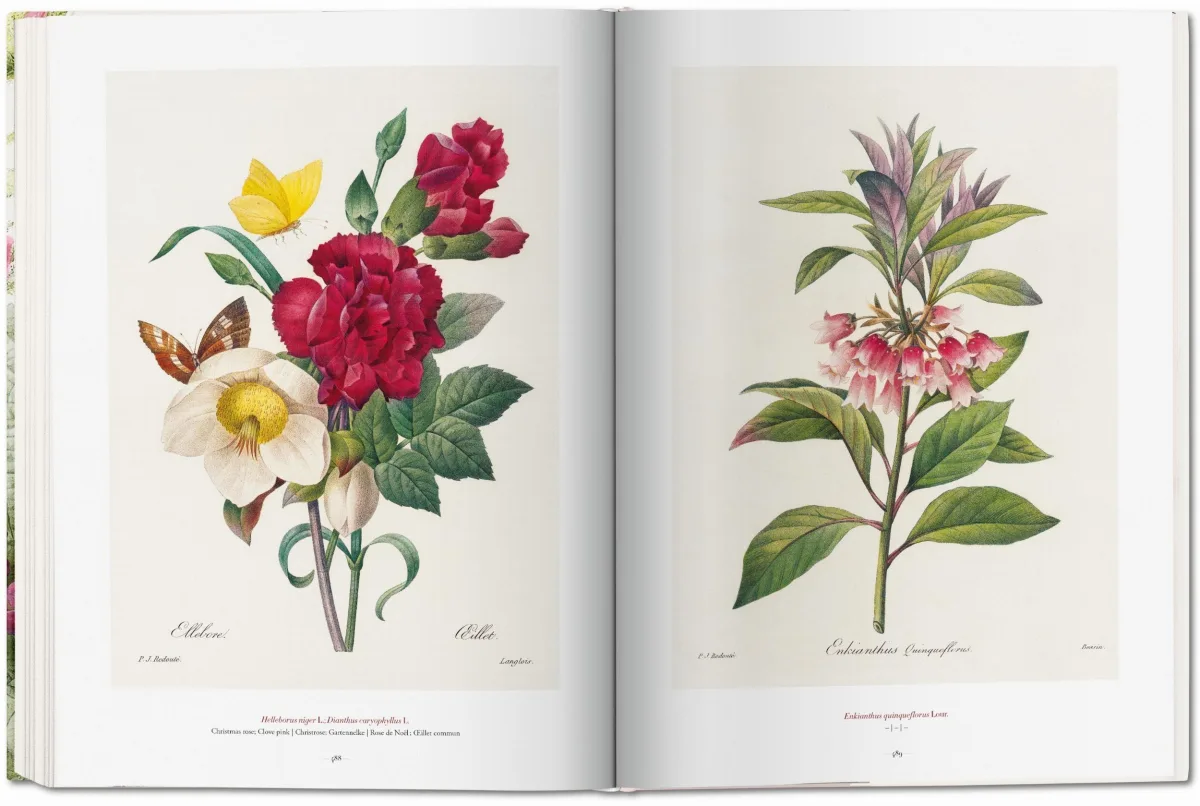 Ellebore.
Œillet.
P. J. Redouté.
Langlois.
Helleborus niger L.; Dianthus caryophyllus L.
Christmas rose; Clove pink | Christrose; Gartennelke | Rose de Noël ; Œillet commun
488
Enkianthus Quinqueflorus.
P. J. Redouté.
Enkianthus quinqueflorus Lour.
– | – | –
489